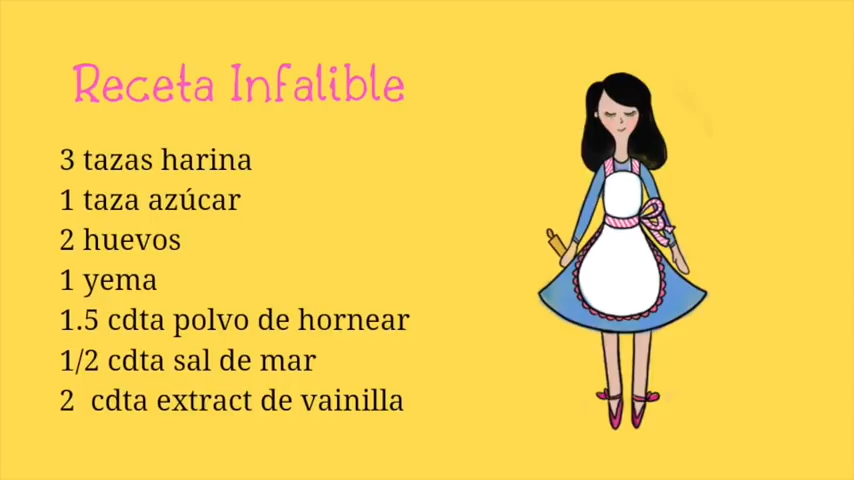 Receta Infalible
3 tazas harina
1 taza azúcar
2 huevos
1 yema
1.5 cdta polvo de hornear
1/2 cdta sal de mar
2 cdta extract de vainilla